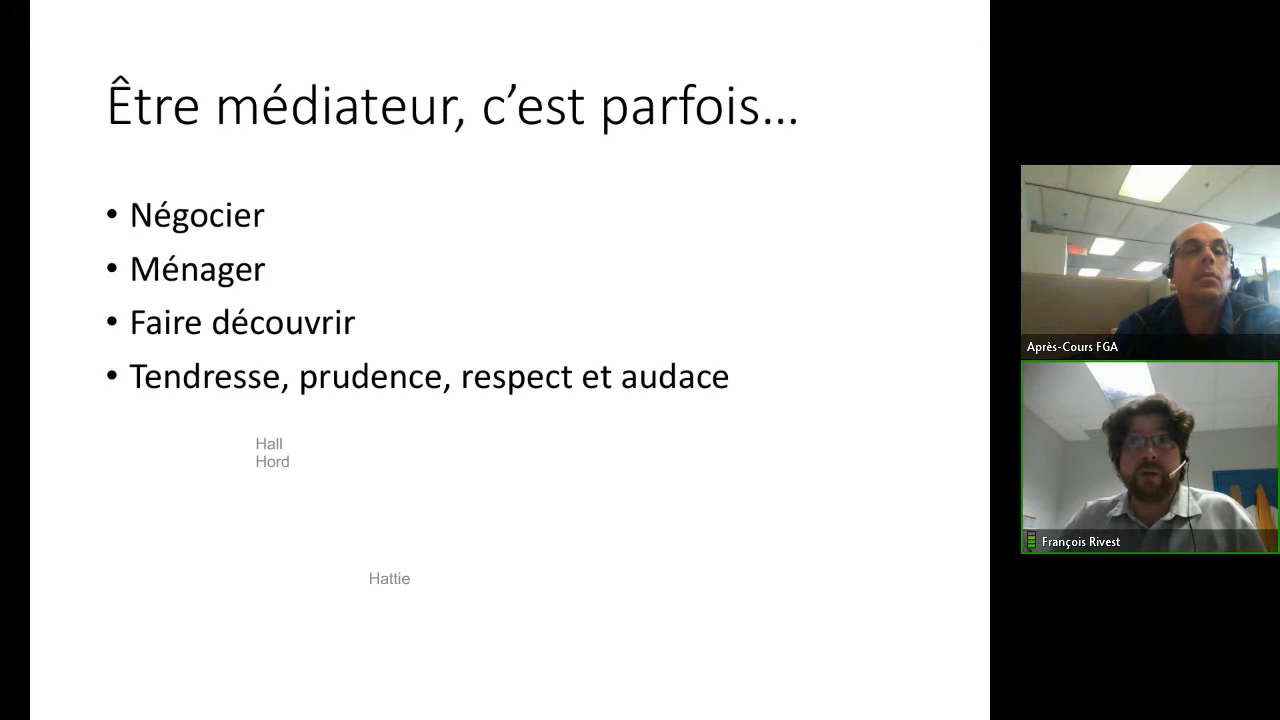 Être médiateur, c’est parfois…
• Négocier
• Ménager
• Faire découvrir
• Tendresse, prudence, respect et audace
Hall
Hord
Hattie
Après-Cours FGA
François Rivest